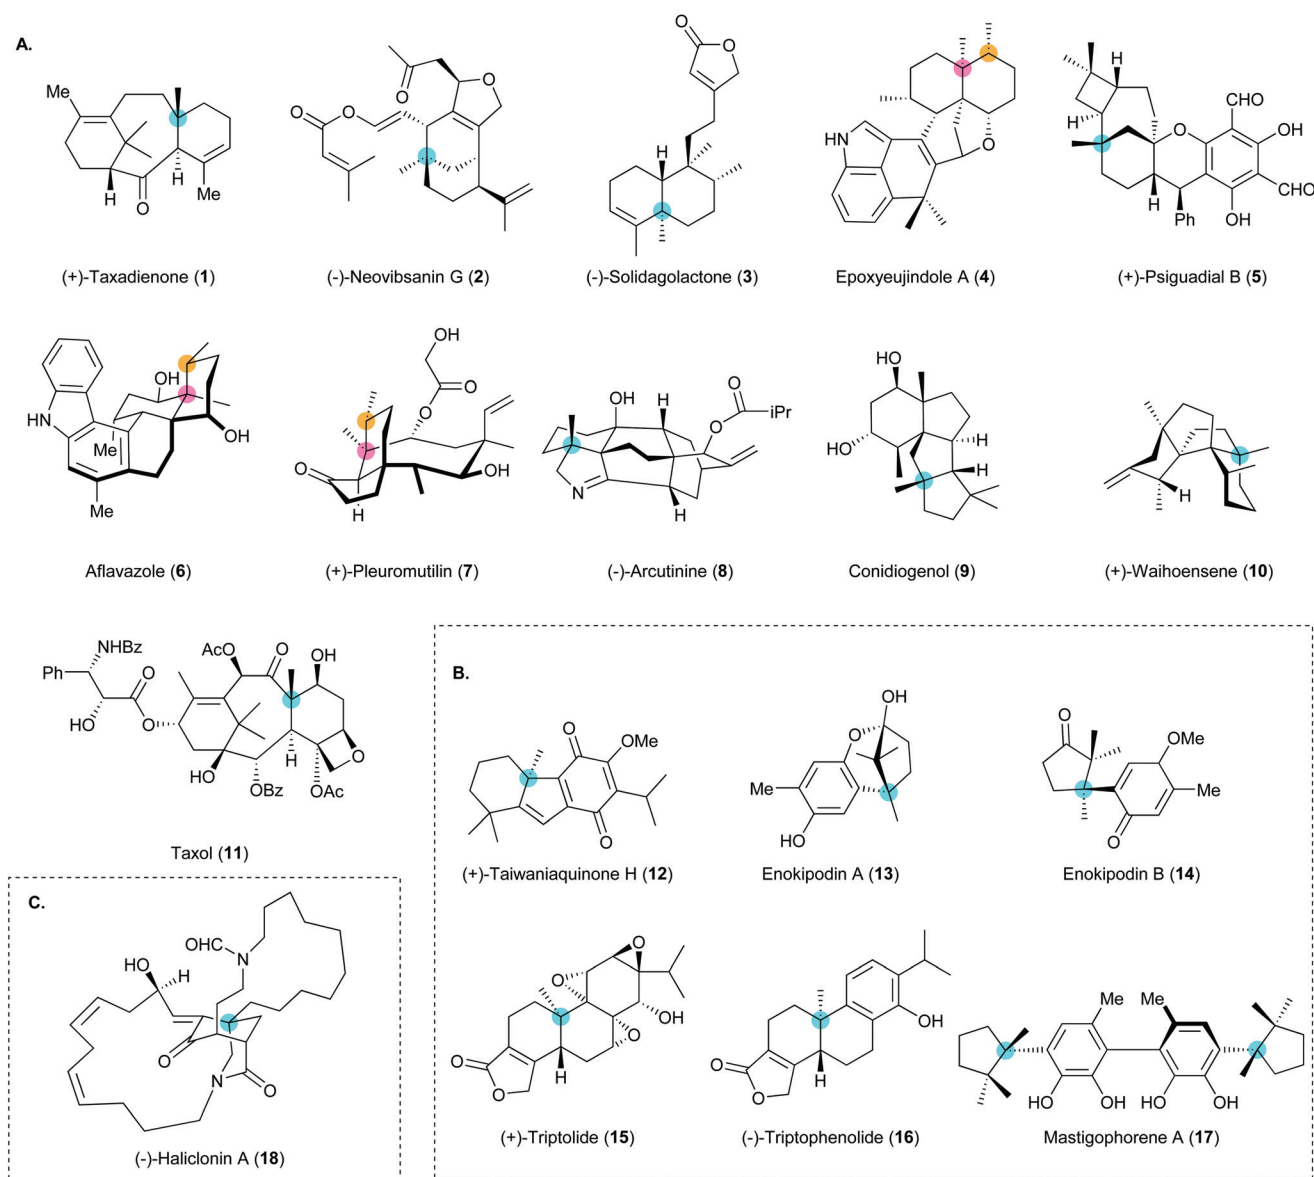 A.
Me
O
H
H
Me
(+)-Taxadienone (1)
O
O
O
O
(-)-Neovibsanin G (2)
O
O
H
(-)-Solidagolactone (3)
HN
O
Epoxyeujindole A (4)
H
H
H
O
CHO
OH
CHO
OH
Ph
(+)-Psiguadial B (5)
HN
OH
Me
OH
Me
Aflavazole (6)
OH
O
O
O
OH
H
(+)-Pleuromutilin (7)
OH
H
O
O
iPr
N
H
(-)-Arcutinine (8)
HO
HO
H
H
Conidiogenol (9)
H
(+)-Waihoensene (10)
NHBz
Ph
O
HO
O
AcO
O
OH
HO
H
O
OBz
OAc
Taxol (11)
B.
O
OMe
O
(+)-Taiwaniaquinone H (12)
OH
O
Me
HO
Enokipodin A (13)
O
OMe
Me
O
Enokipodin B (14)
O
O
OH
O
O
O
H
(+)-Triptolide (15)
OH
O
O
H
(-)-Triptophenolide (16)
Me
Me
HO
OH
HO
OH
Mastigophorene A (17)
C.
OHC
N
HO
H
O
N
O
(-)-Haliclonin A (18)